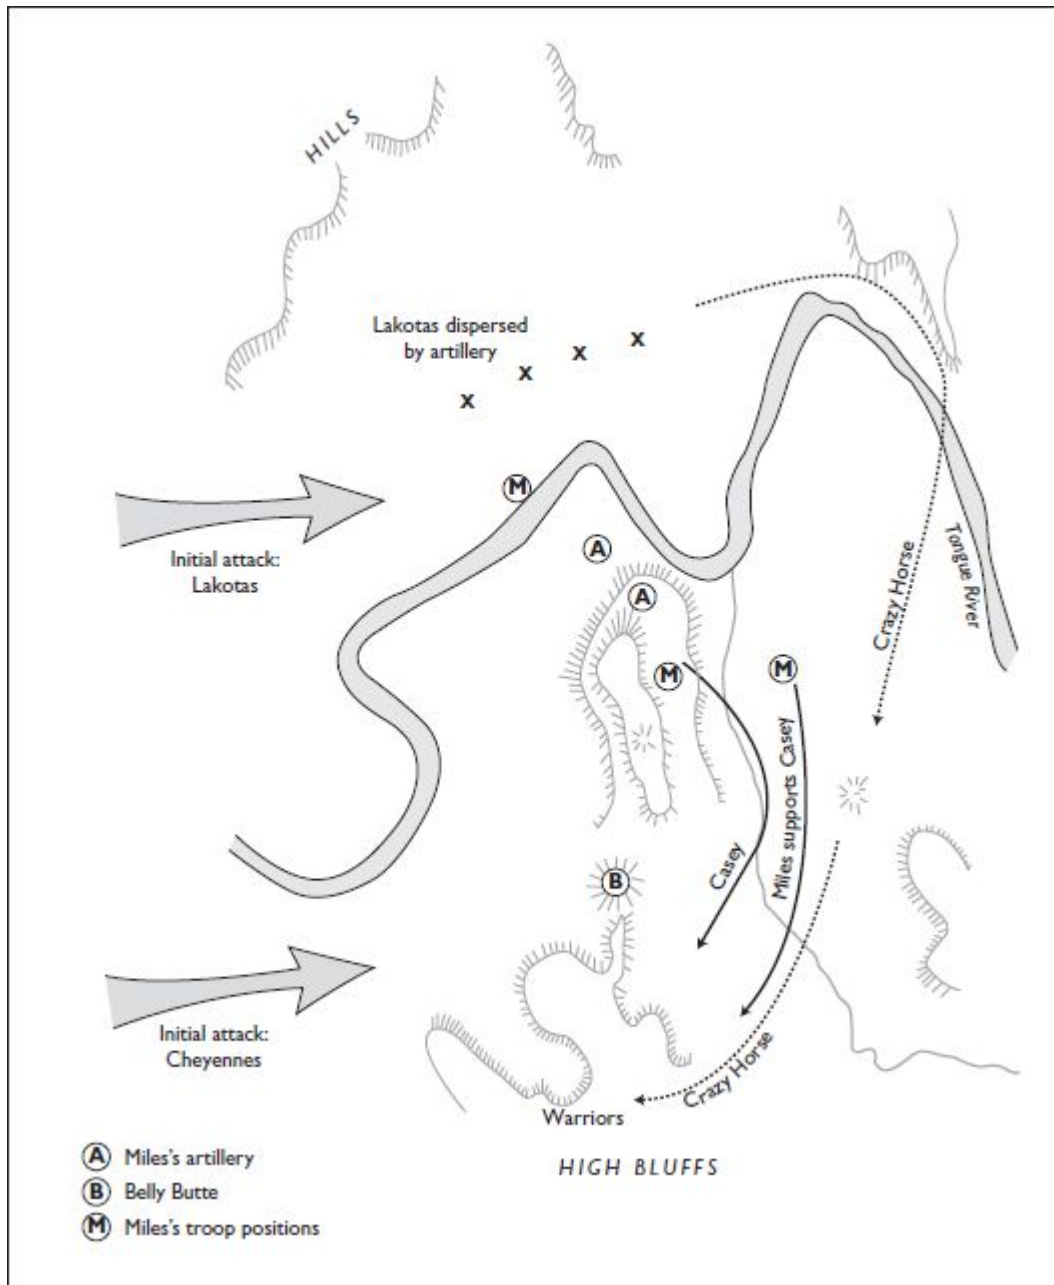 HILLS
Lakotas dispersed
by artillery
x
x
x
x
M
Initial attack:
Lakotas
A
A
M
M
Crazy Horse
Tongue River
Miles supports Casey
Casey
B
Initial attack:
Cheyennes
Crazy Horse
Warriors
HIGH BLUFFS
A Miles's artillery
B Belly Butte
M Miles's troop positions